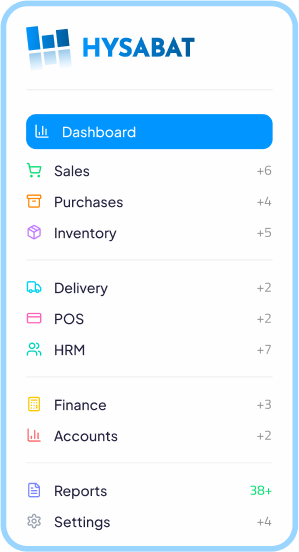 HYSABAT
Dashboard
Sales +6
Purchases +4
Inventory +5
Delivery +2
POS +2
HRM +7
Finance +3
Accounts +2
Reports 38+
Settings +4